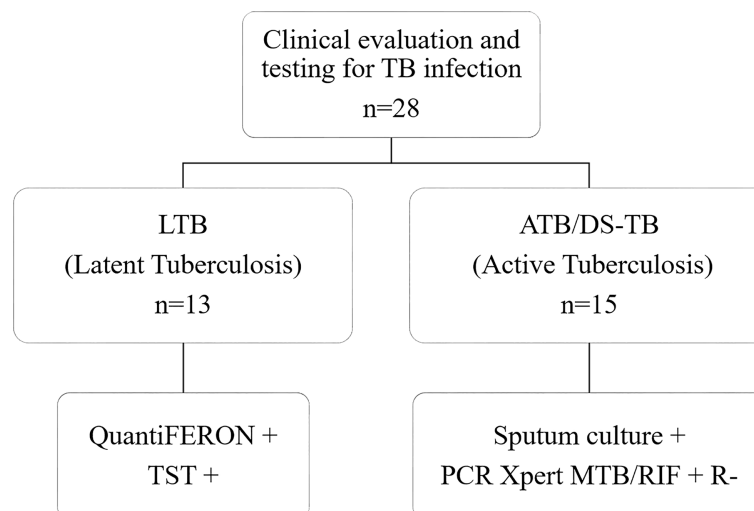 Clinical evaluation and
testing for TB infection
n=28
LTB
(Latent Tuberculosis)
n=13
ATB/DS-TB
(Active Tuberculosis)
n=15
QuantiFERON +
TST +
Sputum culture +
PCR Xpert MTB/RIF + R-